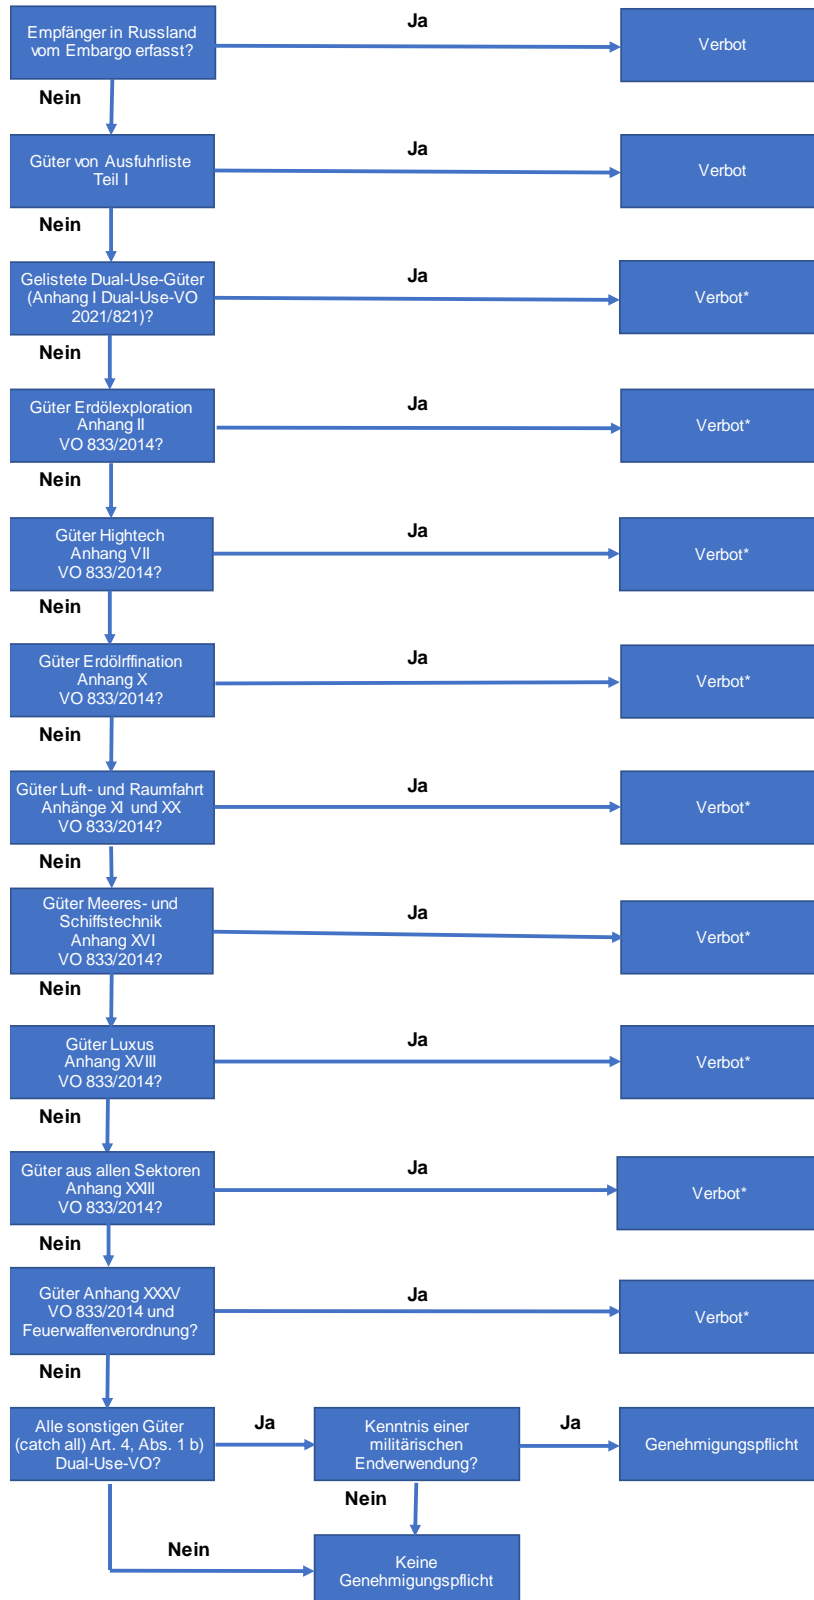 Empfänger in Russland
vom Embargo erfasst?
Ja
Verbot
Nein
Güter von Ausfuhrliste
Teil I
Ja
Verbot
Nein
Gelistete Dual-Use-Güter
(Anhang I Dual-Use-VO
2021/821)?
Ja
Verbot*
Nein
Güter Erdölexploration
Anhang II
VO 833/2014?
Ja
Verbot*
Nein
Güter Hightech
Anhang VII
VO 833/2014?
Ja
Verbot*
Nein
Güter Erdölrffination
Anhang X
VO 833/2014?
Ja
Verbot*
Nein
Güter Luft- und Raumfahrt
Anhänge XI und XX
VO 833/2014?
Ja
Verbot*
Nein
Güter Meeres- und
Schiffstechnik
Anhang XVI
VO 833/2014?
Ja
Verbot*
Nein
Güter Luxus
Anhang XVIII
VO 833/2014?
Ja
Verbot*
Nein
Güter aus allen Sektoren
Anhang XXIII
VO 833/2014?
Ja
Verbot*
Nein
Güter Anhang XXXV
VO 833/2014 und
Feuerwaffenverordnung?
Ja
Verbot*
Nein
Alle sonstigen Güter
(catch all) Art. 4, Abs. 1 b)
Dual-Use-VO?
Ja
Kenntnis einer
militärischen
Endverwendung?
Ja
Genehmigungspflicht
Nein
Nein
Keine
Genehmigungspflicht